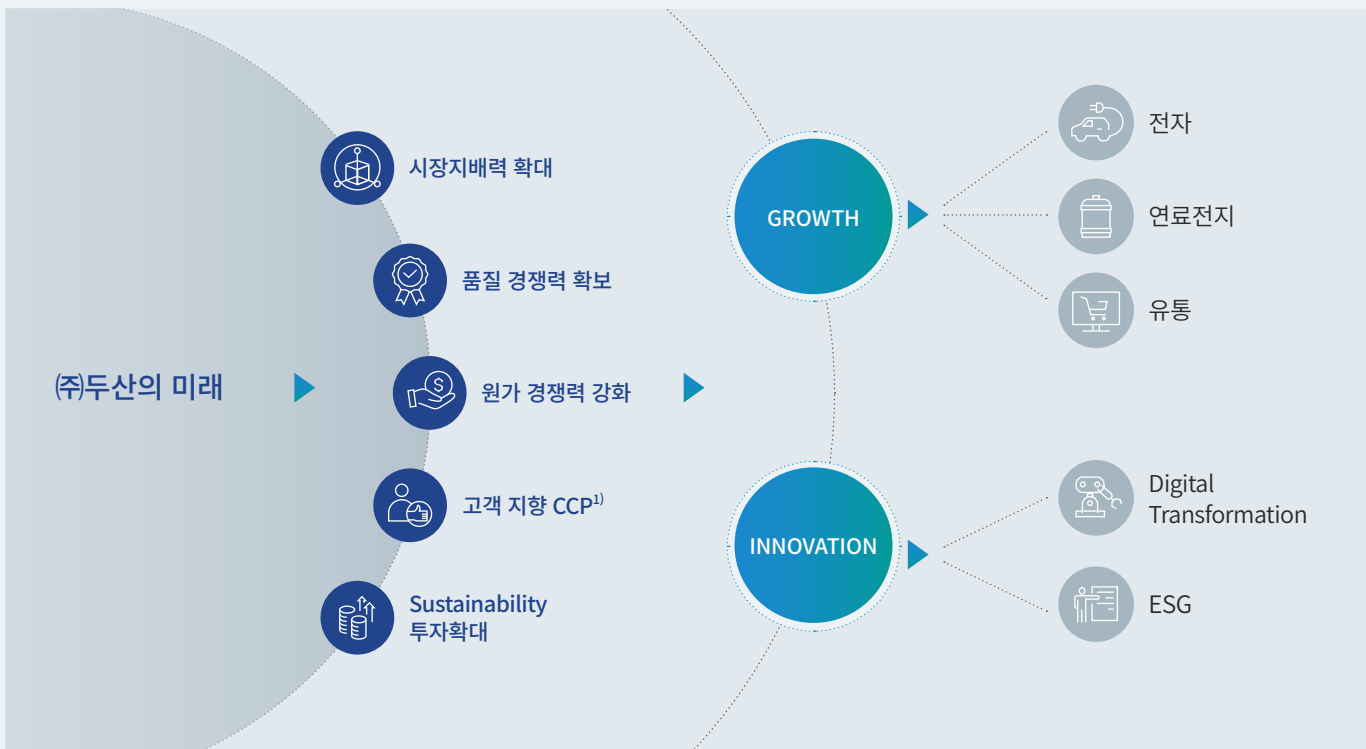 ㈜두산의 미래
시장지배력 확대
품질 경쟁력 확보
원가 경쟁력 강화
고객 지향 CCP1)
Sustainability
투자확대
GROWTH
전자
연료전지
유통
INNOVATION
Digital
Transformation
ESG